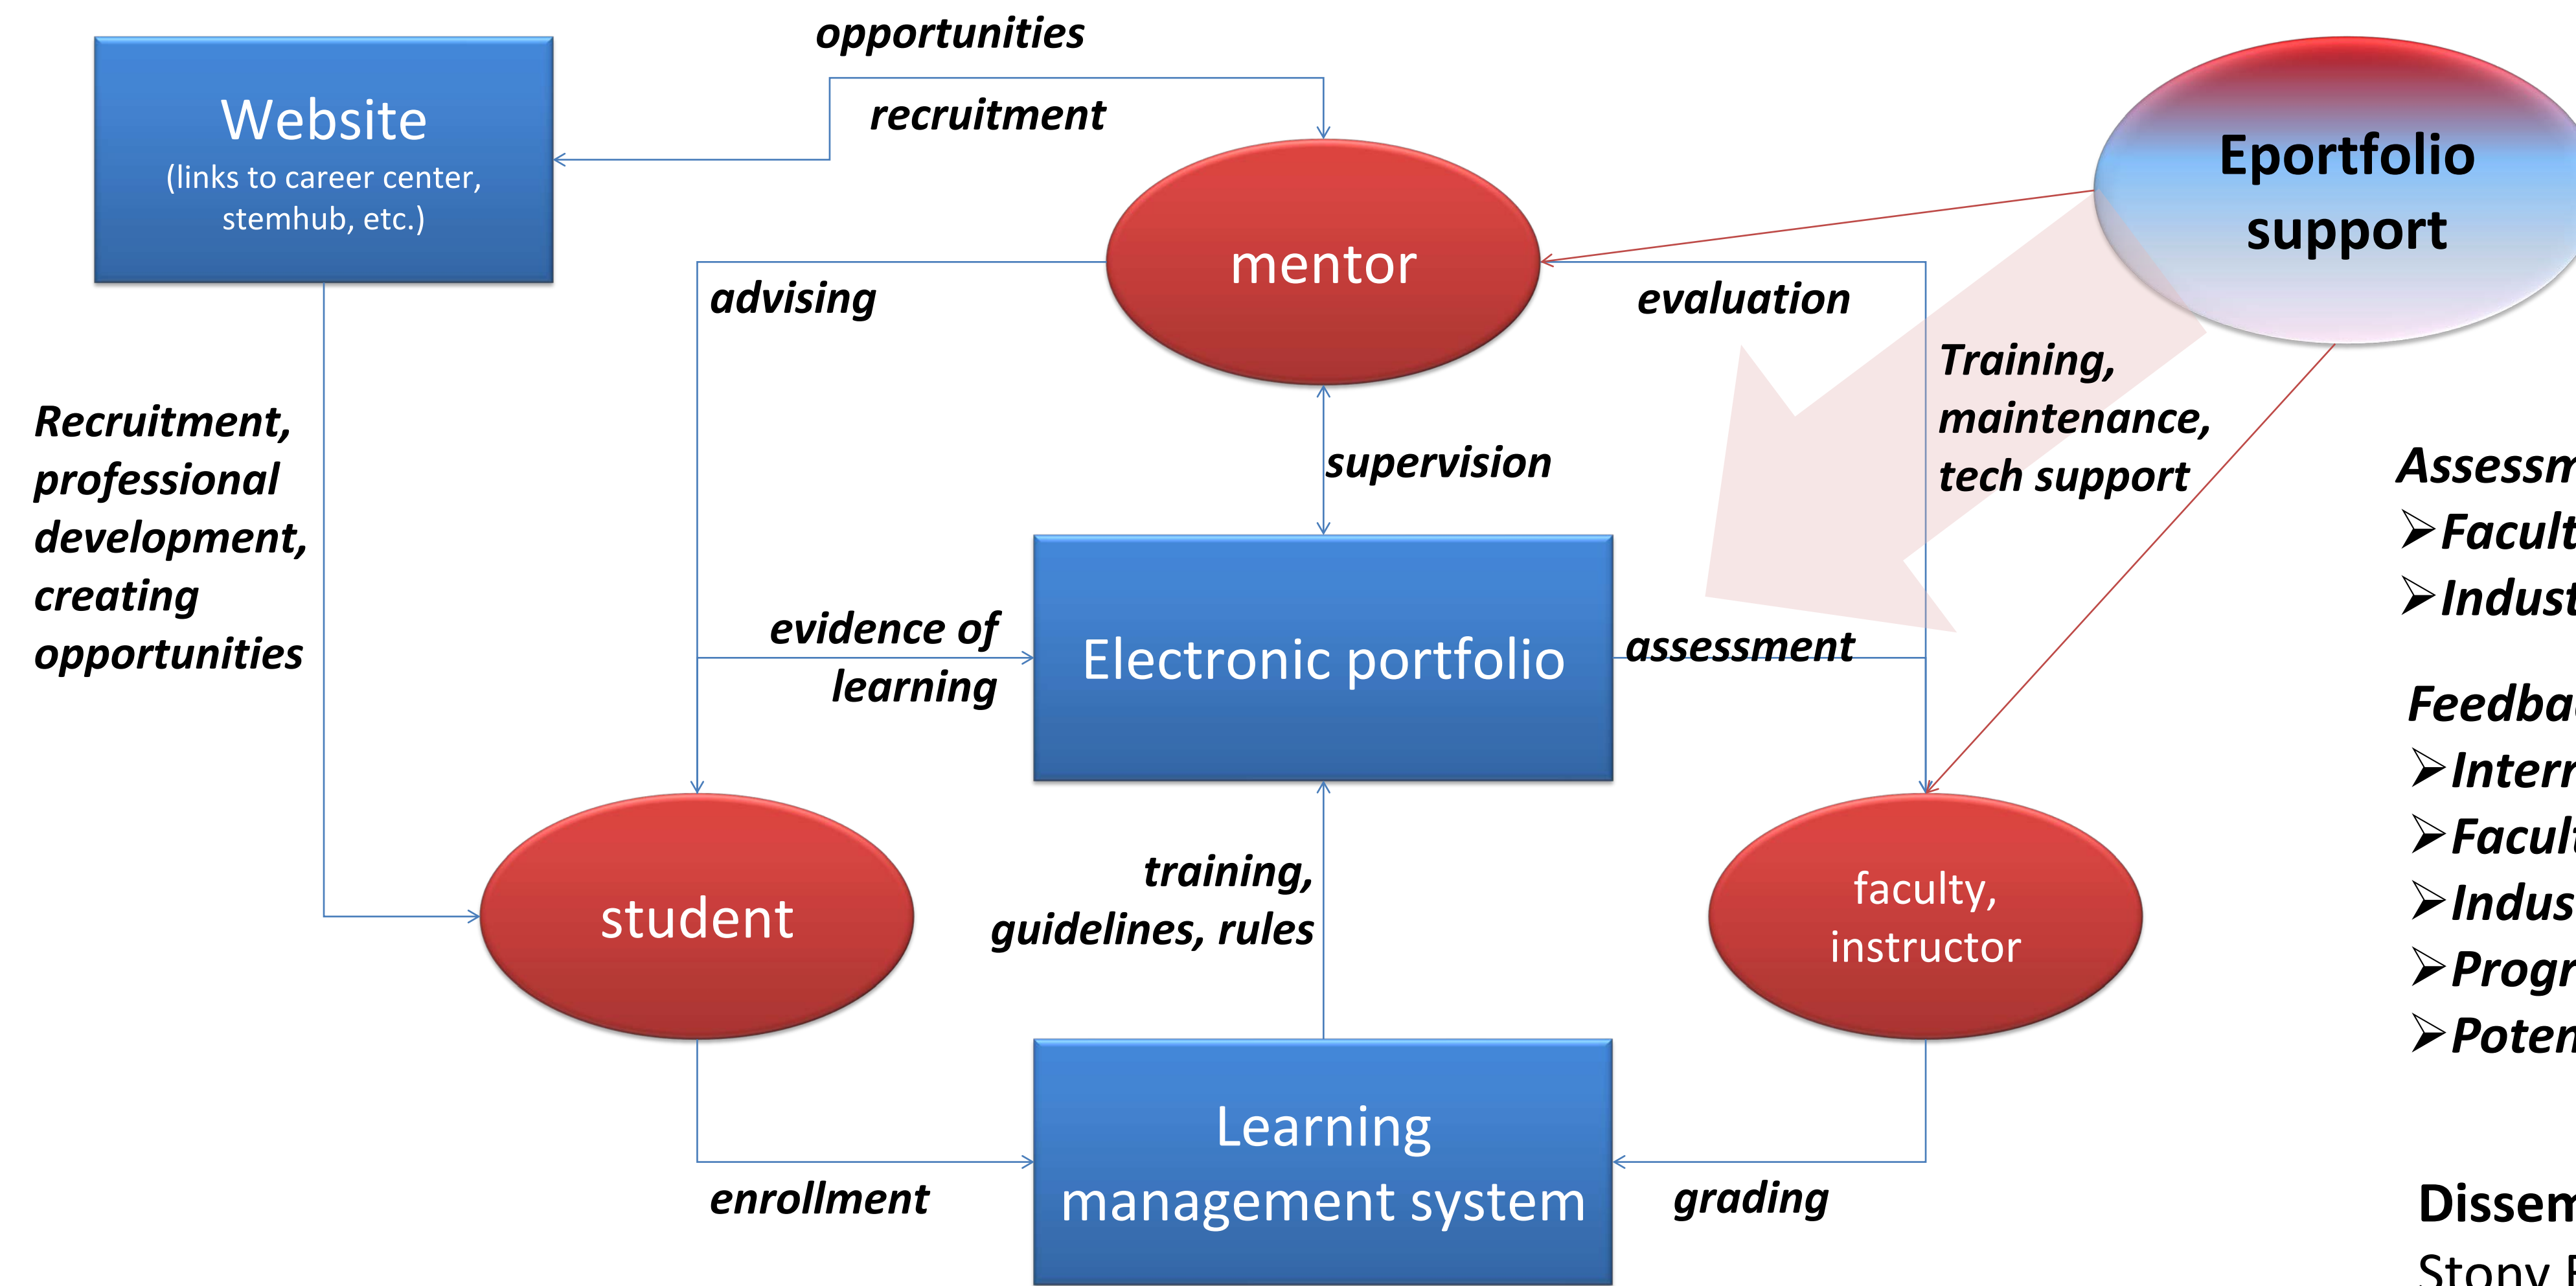 opportunities
recruitment
Website
(links to career center,
stemhub, etc.)
Eportfolio
support
mentor
advising
evaluation
Training,
maintenance,
tech support
Recruitment,
professional
development,
creating
opportunities
supervision
evidence of
learning
Electronic portfolio
assessment
student
training,
guidelines, rules
faculty,
instructor
Learning
management system
enrollment
grading
Stony